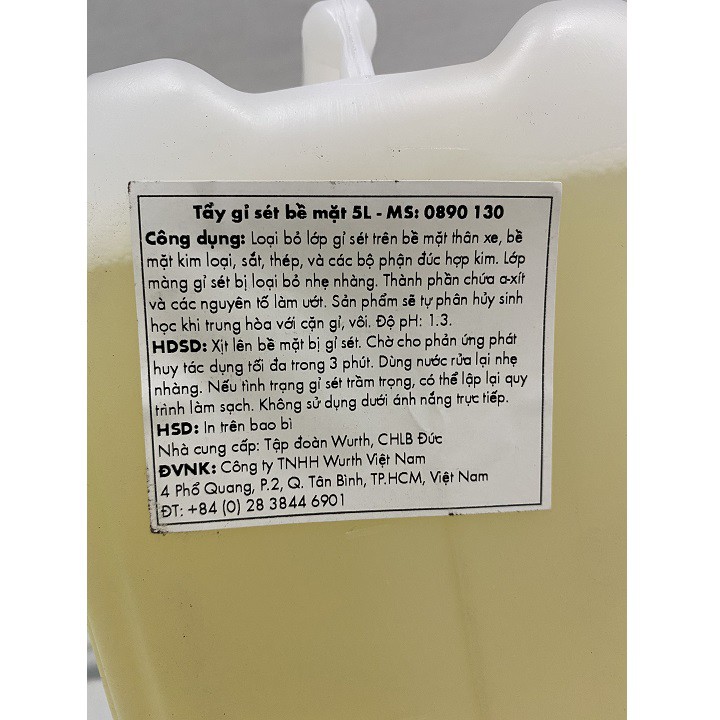 Tẩy gỉ sét bề mặt 5L - MS: 0890 130
Công dụng: Loại bỏ lớp gỉ sét trên bề mặt thân xe, bề
mặt kim loại, sắt, thép, và các bộ phận đúc hợp kim. Lớp
màng gỉ sét bị loại bỏ nhẹ nhàng. Thành phần chứa a-xít
và các nguyên tố làm ướt. Sản phẩm sẽ tự phân hủy sinh
học khi trung hòa với cặn gỉ, vôi. Độ pH: 1.3.
HDSD: Xịt lên bề mặt bị gỉ sét. Chờ cho phản ứng phát
huy tác dụng tối đa trong 3 phút. Dùng nước rửa lại nhẹ
nhàng. Nếu tình trạng gỉ sét trầm trọng, có thể lập lại quy
trình làm sạch. Không sử dụng dưới ánh nắng trực tiếp.
HSD: In trên bao bì
Nhà cung cấp: Tập đoàn Wurth, CHLB Đức
ĐVNK: Công ty TNHH Wurth Việt Nam
4 Phổ Quang, P.2, Q. Tân Bình, TP.HCM, Việt Nam
ĐT: +84 (0) 28 3844 6901